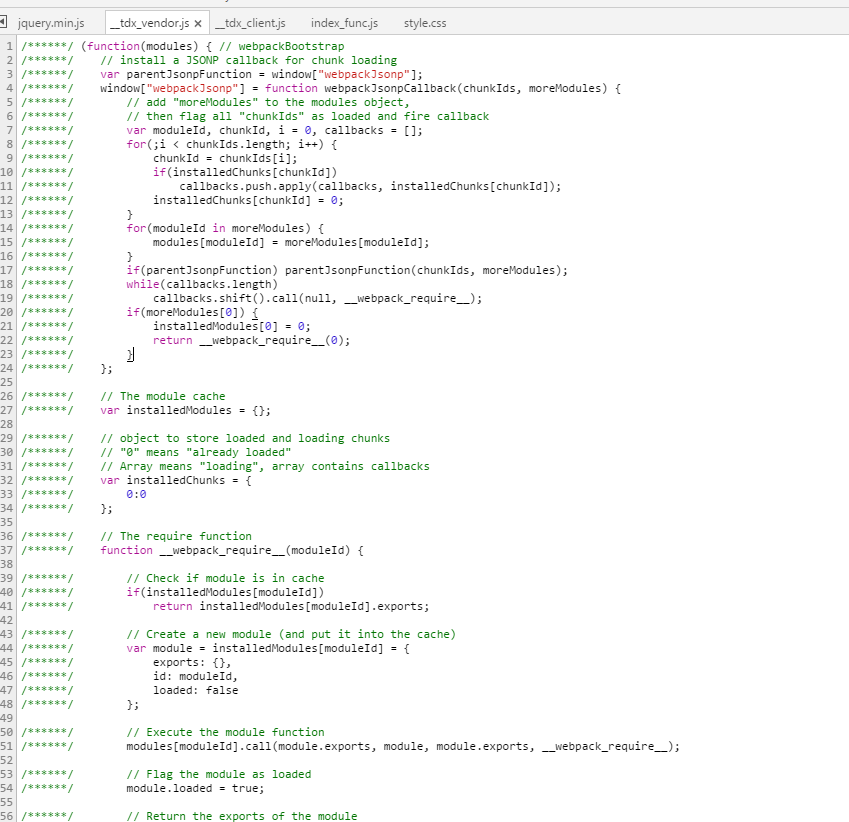 jquery.min.js __tdx_vendor.js × __tdx_client.js index_func.js style.css
1 /******/ (function(modules) { // webpackBootstrap
2 /******/ 	// install a JSONP callback for chunk loading
3 /******/ 	var parentJsonpFunction = window["webpackJsonp"];
4 /******/ 	window["webpackJsonp"] = function webpackJsonpCallback(chunkIds, moreModules) {
5 /******/ 		// add "moreModules" to the modules object,
6 /******/ 		// then flag all "chunkIds" as loaded and fire callback
7 /******/ 		var moduleId, chunkId, i = 0, callbacks = [];
8 /******/ 		for(;i < chunkIds.length; i++) {
9 /******/ 			chunkId = chunkIds[i];
10 /******/ 			if(installedChunks[chunkId])
11 /******/ 				callbacks.push.apply(callbacks, installedChunks[chunkId]);
12 /******/ 			installedChunks[chunkId] = 0;
13 /******/ 		}
14 /******/ 		for(moduleId in moreModules) {
15 /******/ 			modules[moduleId] = moreModules[moduleId];
16 /******/ 		}
17 /******/ 		if(parentJsonpFunction) parentJsonpFunction(chunkIds, moreModules);
18 /******/ 		while(callbacks.length)
19 /******/ 			callbacks.shift().call(null, __webpack_require__);
20 /******/ 		if(moreModules[0]) {
21 /******/ 			installedModules[0] = 0;
22 /******/ 			return __webpack_require__(0);
23 /******/ 		}
24 /******/ 	};
25
26 /******/ 	// The module cache
27 /******/ 	var installedModules = {};
28
29 /******/ 	// object to store loaded and loading chunks
30 /******/ 	// "0" means "already loaded"
31 /******/ 	// Array means "loading", array contains callbacks
32 /******/ 	var installedChunks = {
33 /******/ 		0:0
34 /******/ 	};
35
36 /******/ 	// The require function
37 /******/ 	function __webpack_require__(moduleId) {
38
39 /******/ 		// Check if module is in cache
40 /******/ 		if(installedModules[moduleId])
41 /******/ 			return installedModules[moduleId].exports;
42
43 /******/ 		// Create a new module (and put it into the cache)
44 /******/ 		var module = installedModules[moduleId] = {
45 /******/ 			exports: {},
46 /******/ 			id: moduleId,
47 /******/ 			loaded: false
48 /******/ 		};
49
50 /******/ 		// Execute the module function
51 /******/ 		modules[moduleId].call(module.exports, module, module.exports, __webpack_require__);
52
53 /******/ 		// Flag the module as loaded
54 /******/ 		module.loaded = true;
55
56 /******/ 		// Return the exports of the module